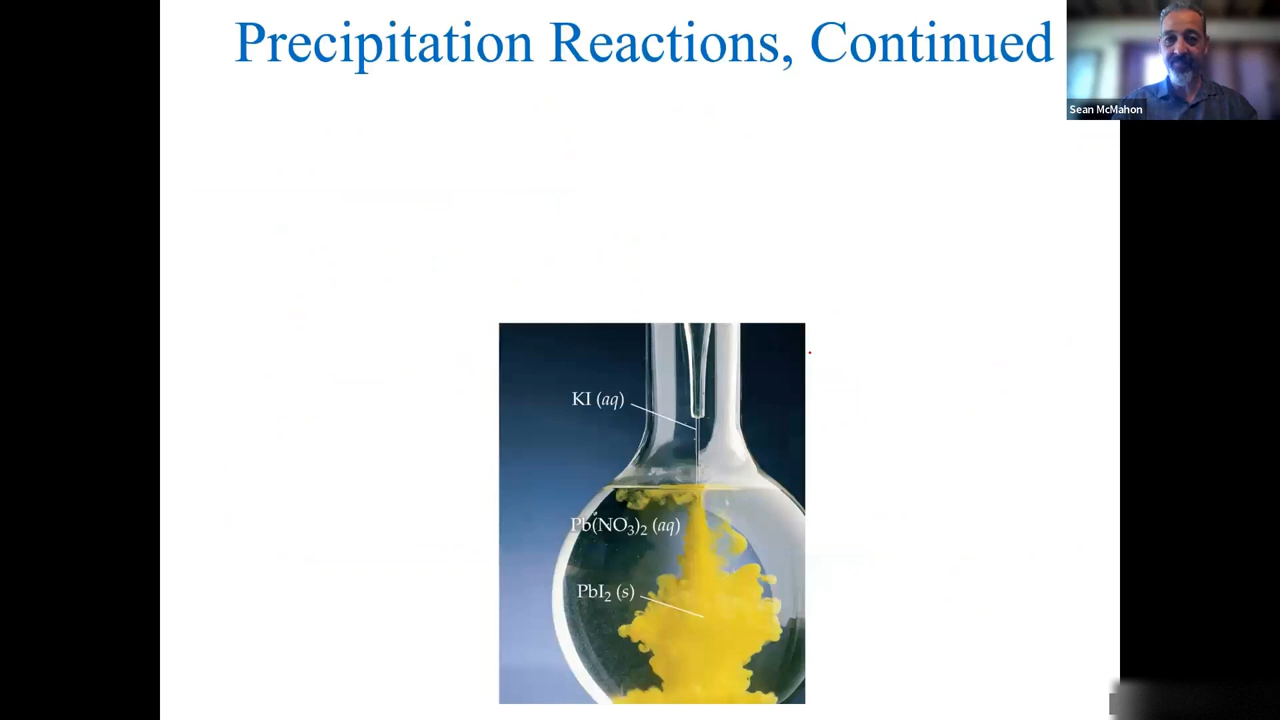 Precipitation Reactions, Continued
Sean McMahon
KI (aq)
Pb(NO₃)₂ (aq)
PbI₂ (s)